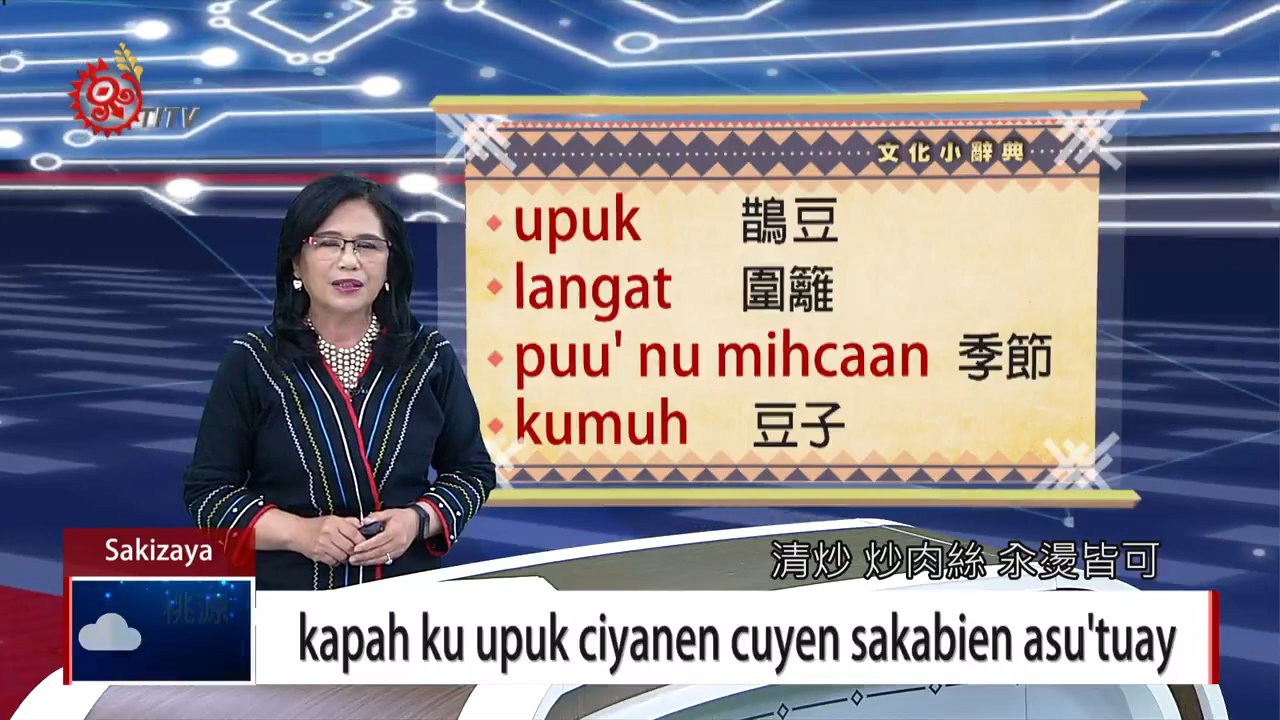 TITV
文化小辭典
upuk 鵲豆
langat 圍籬
puu' nu mihcaan 季節
kumuh 豆子
清炒 炒肉絲 汆燙皆可
Sakizaya
桃源
kapah ku upuk ciyanen cuyen sakabien asu'tuay